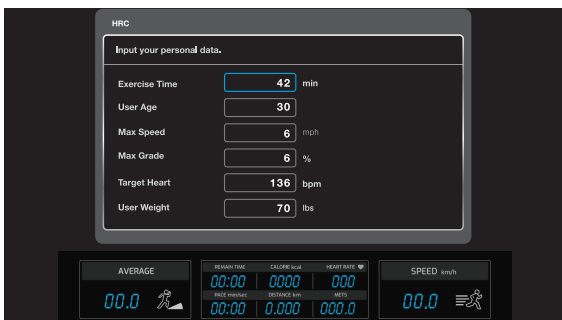 HRC
Input your personal data.
Exercise Time 42 min
User Age 30
Max Speed 6 mph
Max Grade 6 %
Target Heart 136 bpm
User Weight 70 lbs
AVERAGE
00.0
REMAIN TIME CALORIE kcal HEART RATE
00:00 0000 000
PACE min/sec DISTANCE km METS
00:00 0.000 000.0
SPEED km/h
00.0